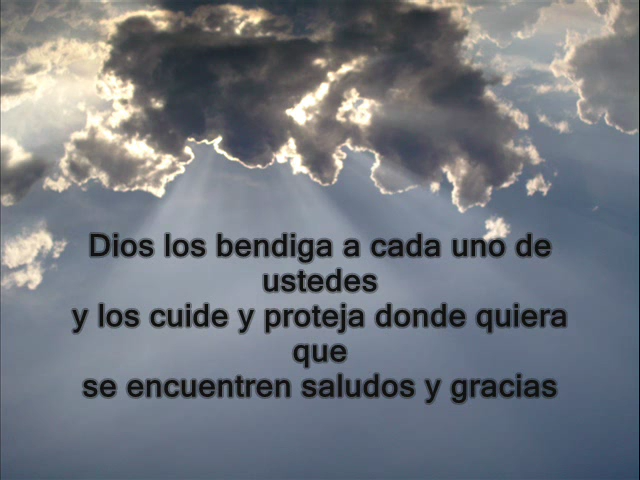 Dios los bendiga a cada uno de
ustedes
y los cuide y proteja donde quiera
que
se encuentren saludos y gracias